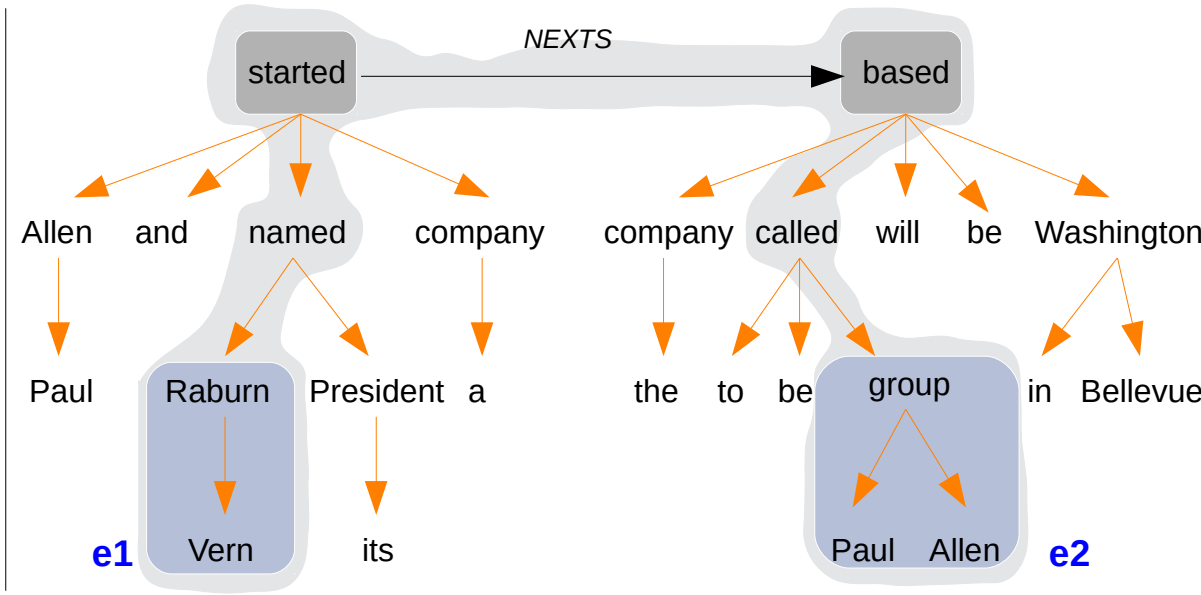 NEXTS
started based
Allen and named company company called will be Washington
Paul Raburn President a the to be group in Bellevue
e1 Vern its Paul Allen e2